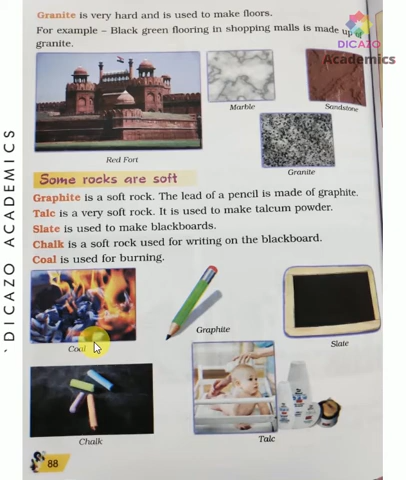 Granite is very hard and is used to make floors.
For example – Black green flooring in shopping malls is made up of
granite.
DICAZO
Academics
Marble
Sandstone
Red Fort
Granite
Some rocks are soft
Graphite is a soft rock. The lead of a pencil is made of graphite.
Talc is a very soft rock. It is used to make talcum powder.
Slate is used to make blackboards.
Chalk is a soft rock used for writing on the blackboard.
Coal is used for burning.
Coal
Graphite
Slate
Chalk
Talc
88
`DICAZO ACADEMICS